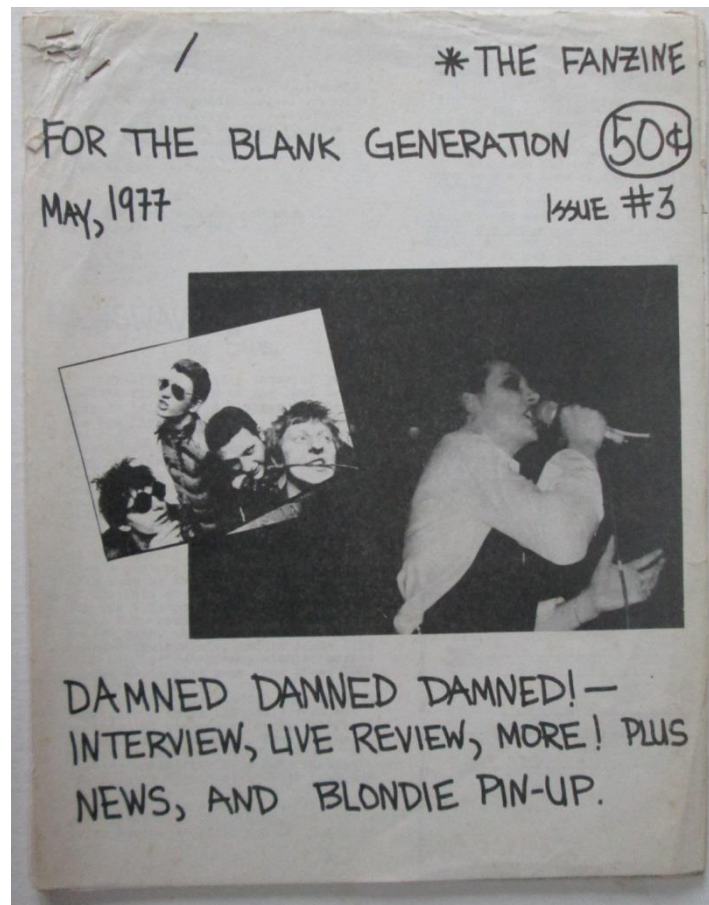 * THE FANZINE
FOR THE BLANK GENERATION 50¢
MAY, 1977 ISSUE #3
DAMNED DAMNED DAMNED! —
INTERVIEW, LIVE REVIEW, MORE! PLUS
NEWS, AND BLONDIE PIN-UP.